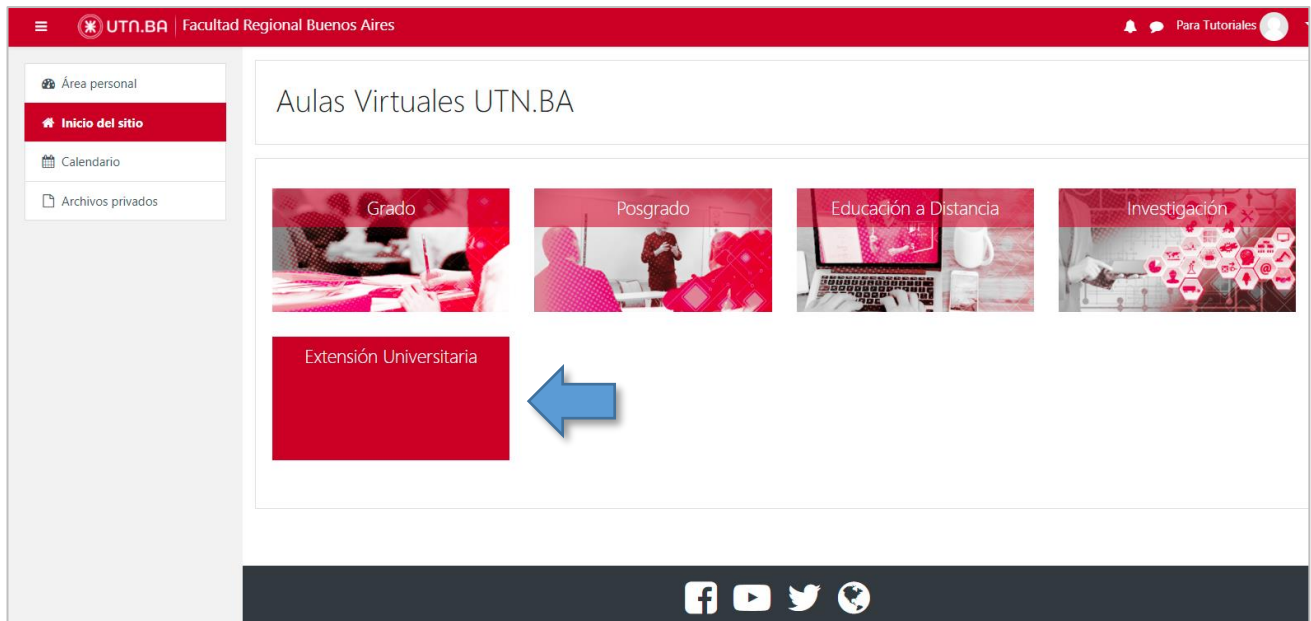 UTN.BA Facultad Regional Buenos Aires
Para Tutoriales
Área personal
Inicio del sitio
Calendario
Archivos privados
Aulas Virtuales UTN.BA
Grado
Posgrado
Educación a Distancia
Investigación
Extensión Universitaria